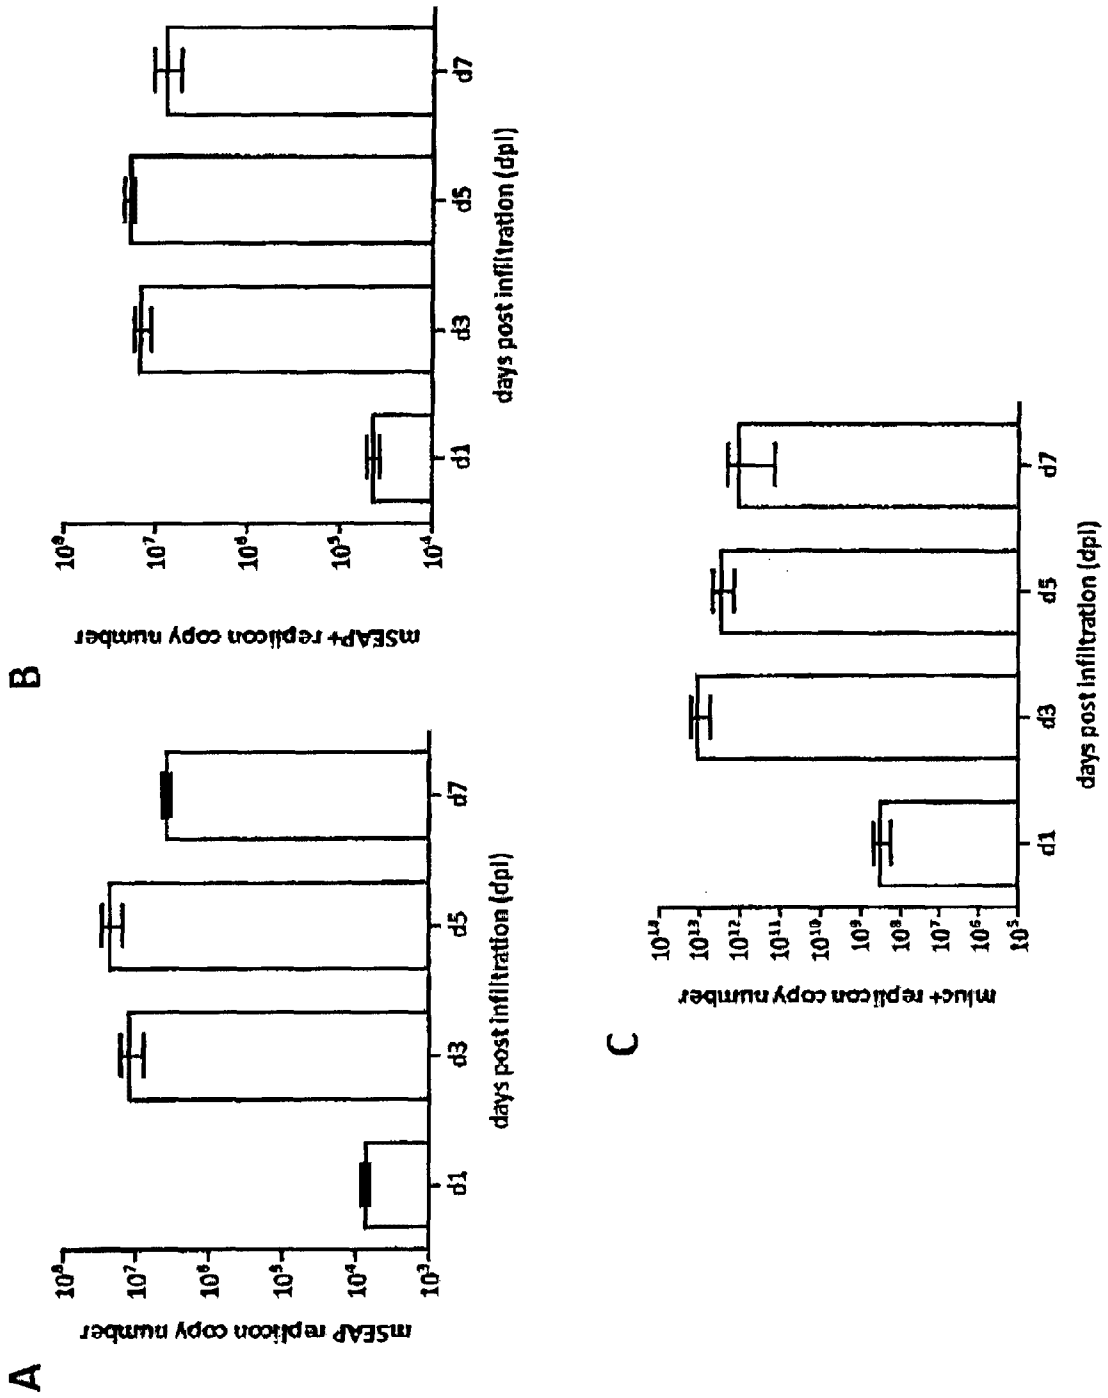 A
mSEAP replicon copy number
10⁸
10⁷
10⁶
10⁵
10⁴
10³
d1 d3 d5 d7
days post infiltration (dpi)
B
mSEAP+ replicon copy number
10⁸
10⁷
10⁶
10⁵
10⁴
d1 d3 d5 d7
days post infiltration (dpi)
C
mluc+ replicon copy number
10¹⁴
10¹³
10¹²
10¹¹
10¹⁰
10⁹
10⁸
10⁷
10⁶
10⁵
d1 d3 d5 d7
days post infiltration (dpi)